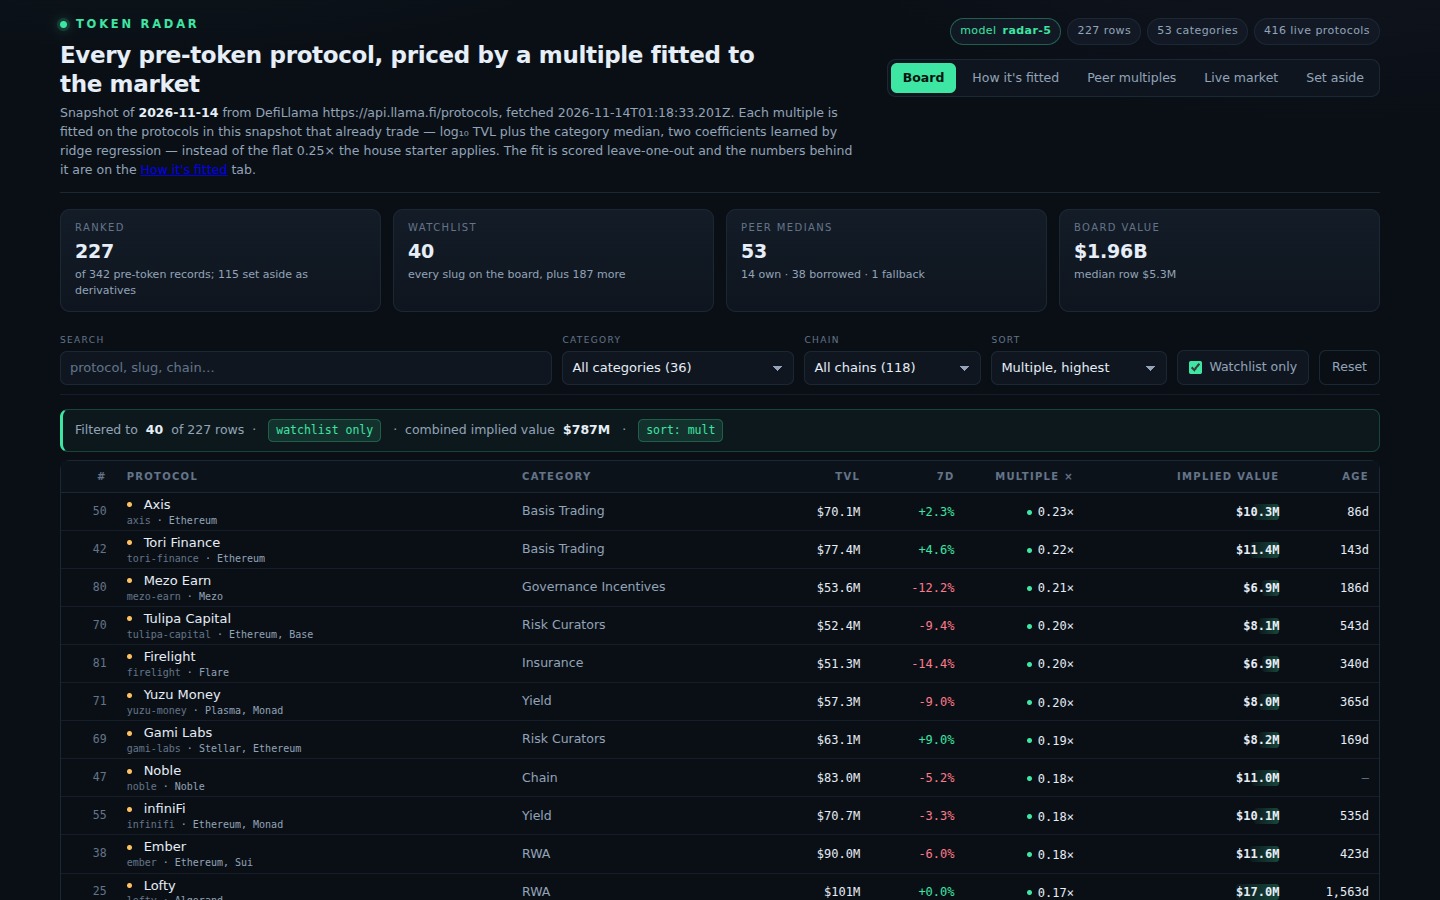 TOKEN RADAR
model radar-5
227 rows
53 categories
416 live protocols
Every pre-token protocol, priced by a multiple fitted to
the market
Board
How it's fitted
Peer multiples
Live market
Set aside
Snapshot of 2026-11-14 from DefiLlama https://api.llama.fi/protocols, fetched 2026-11-14T01:18:33.201Z. Each multiple is
fitted on the protocols in this snapshot that already trade — log₁₀ TVL plus the category median, two coefficients learned by
ridge regression — instead of the flat 0.25× the house starter applies. The fit is scored leave-one-out and the numbers behind
it are on the How it's fitted tab.
RANKED
227
of 342 pre-token records; 115 set aside as
derivatives
WATCHLIST
40
every slug on the board, plus 187 more
PEER MEDIANS
53
14 own · 38 borrowed · 1 fallback
BOARD VALUE
$1.96B
median row $5.3M
SEARCH
protocol, slug, chain...
CATEGORY
All categories (36)
CHAIN
All chains (118)
SORT
Multiple, highest
Watchlist only
Reset
Filtered to 40 of 227 rows · watchlist only · combined implied value $787M · sort: mult
# PROTOCOL CATEGORY TVL 7D MULTIPLE × IMPLIED VALUE AGE
50 Axis Basis Trading $70.1M +2.3% 0.23× $10.3M 86d
axis · Ethereum
42 Tori Finance Basis Trading $77.4M +4.6% 0.22× $11.4M 143d
tori-finance · Ethereum
80 Mezo Earn Governance Incentives $53.6M -12.2% 0.21× $6.9M 186d
mezo-earn · Mezo
70 Tulipa Capital Risk Curators $52.4M -9.4% 0.20× $8.1M 543d
tulipa-capital · Ethereum, Base
81 Firelight Insurance $51.3M -14.4% 0.20× $6.9M 340d
firelight · Flare
71 Yuzu Money Yield $57.3M -9.0% 0.20× $8.0M 365d
yuzu-money · Plasma, Monad
69 Gami Labs Risk Curators $63.1M +9.0% 0.19× $8.2M 169d
gami-labs · Stellar, Ethereum
47 Noble Chain $83.0M -5.2% 0.18× $11.0M —
noble · Noble
55 infiniFi Yield $70.7M -3.3% 0.18× $10.1M 535d
infinifi · Ethereum, Monad
38 Ember RWA $90.0M -6.0% 0.18× $11.6M 423d
ember · Ethereum, Sui
25 Lofty RWA $101M +0.0% 0.17× $17.0M 1,563d
lofty · Algorand